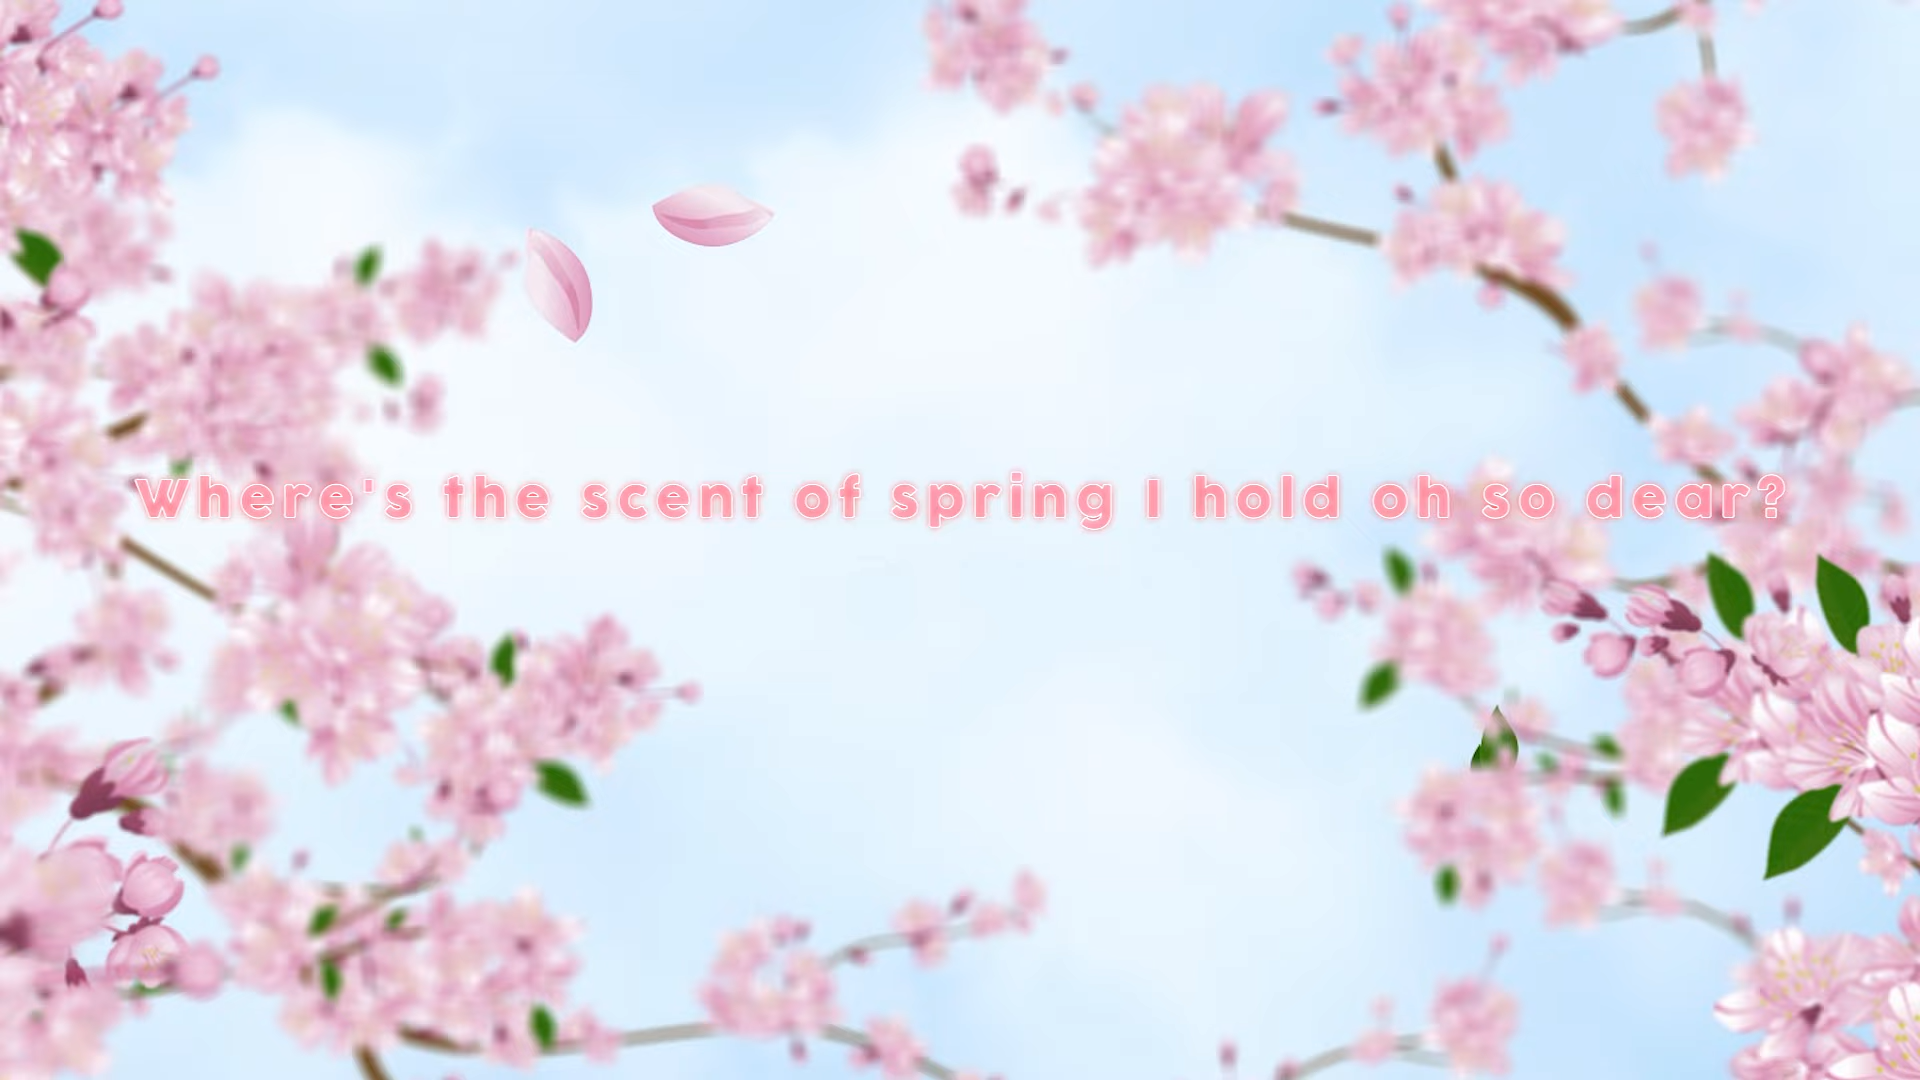 Where's the scent of spring I hold oh so dear?